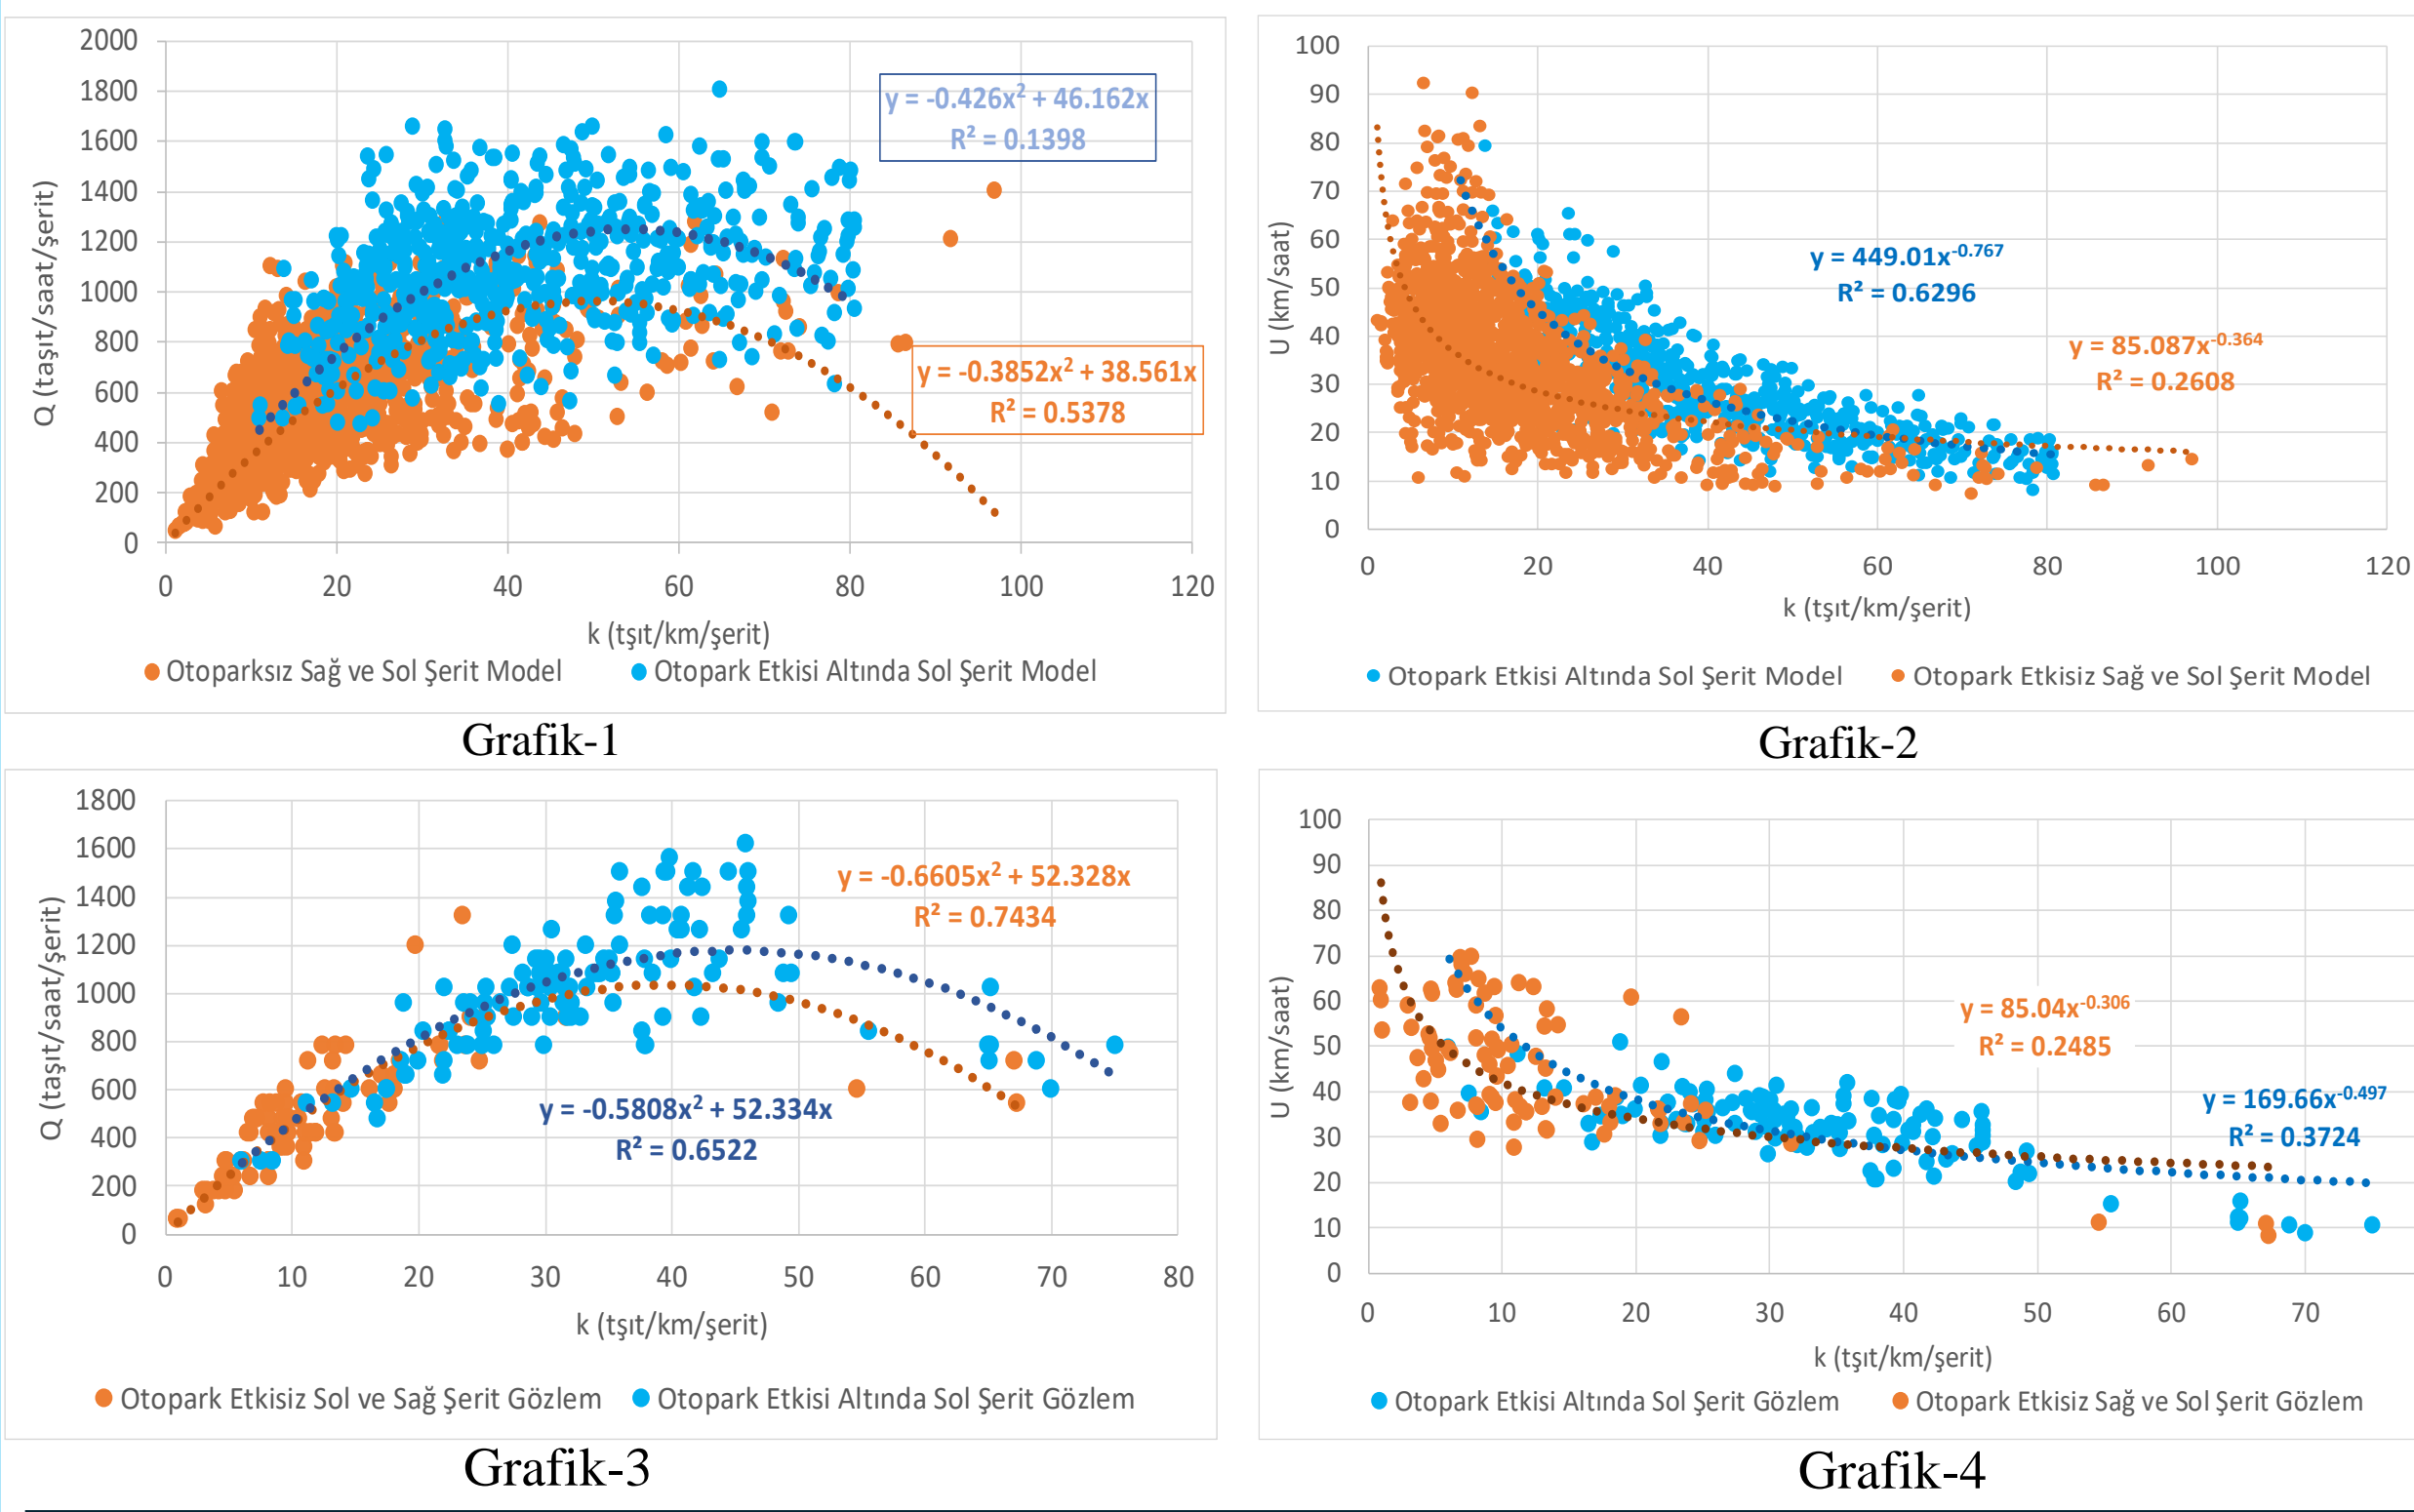 2000
1800
1600
1400
1200
1000
800
600
400
200
0
Q (taşıt/saat/şerit)
y = -0.426x² + 46.162x
R² = 0.1398
y = -0.3852x² + 38.561x
R² = 0.5378
0 20 40 60 80 100 120
k (tşıt/km/şerit)
Otoparksız Sağ ve Sol Şerit Model Otopark Etkisi Altında Sol Şerit Model
Grafik-1
100
90
80
70
60
50
40
30
20
10
0
U (km/saat)
y = 449.01x⁻⁰·⁷⁶⁷
R² = 0.6296
y = 85.087x⁻⁰·³⁶⁴
R² = 0.2608
0 20 40 60 80 100 120
k (tşıt/km/şerit)
Otopark Etkisi Altında Sol Şerit Model Otopark Etkisiz Sağ ve Sol Şerit Model
Grafik-2
1800
1600
1400
1200
1000
800
600
400
200
0
Q (taşıt/saat/şerit)
y = -0.6605x² + 52.328x
R² = 0.7434
y = -0.5808x² + 52.334x
R² = 0.6522
0 10 20 30 40 50 60 70 80
k (tşıt/km/şerit)
Otopark Etkisiz Sol ve Sağ Şerit Gözlem Otopark Etkisi Altında Sol Şerit Gözlem
Grafik-3
100
90
80
70
60
50
40
30
20
10
0
U (km/saat)
y = 85.04x⁻⁰·³⁰⁶
R² = 0.2485
y = 169.66x⁻⁰·⁴⁹⁷
R² = 0.3724
0 10 20 30 40 50 60 70
k (tşıt/km/şerit)
Otopark Etkisi Altında Sol Şerit Gözlem Otopark Etkisiz Sağ ve Sol Şerit Gözlem
Grafik-4